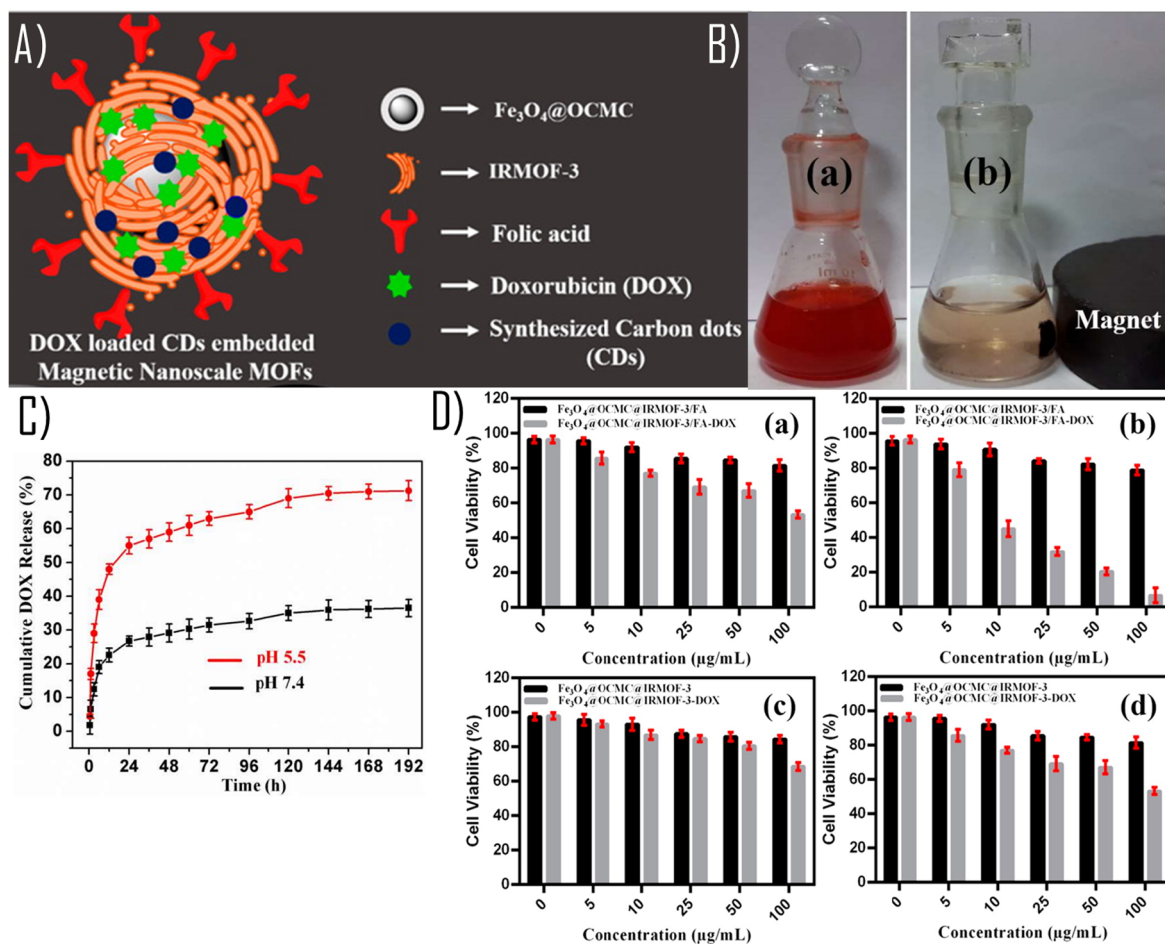 A)
Fe₃O₄@OCMC
IRMOF-3
Folic acid
Doxorubicin (DOX)
Synthesized Carbon dots
(CDs)
DOX loaded CDs embedded
Magnetic Nanoscale MOFs
B)
(a)
(b)
Magnet
C)
Cumulative DOX Release (%)
80
70
60
50
40
30
20
10
0
pH 5.5
pH 7.4
0 24 48 72 96 120 144 168 192
Time (h)
D)
Fe₃O₄@OCMC@IRMOF-3/FA
Fe₃O₄@OCMC@IRMOF-3/FA-DOX
(a)
Cell Viability (%)
120
100
80
60
40
20
0
0 5 10 25 50 100
Concentration (µg/mL)
Fe₃O₄@OCMC@IRMOF-3/FA
Fe₃O₄@OCMC@IRMOF-3/FA-DOX
(b)
Cell Viability (%)
120
100
80
60
40
20
0
0 5 10 25 50 100
Concentration (µg/mL)
Fe₃O₄@OCMC@IRMOF-3
Fe₃O₄@OCMC@IRMOF-3-DOX
(c)
Cell Viability (%)
120
100
80
60
40
20
0
0 5 10 25 50 100
Concentration (µg/mL)
Fe₃O₄@OCMC@IRMOF-3
Fe₃O₄@OCMC@IRMOF-3-DOX
(d)
Cell Viability (%)
120
100
80
60
40
20
0
0 5 10 25 50 100
Concentration (µg/mL)